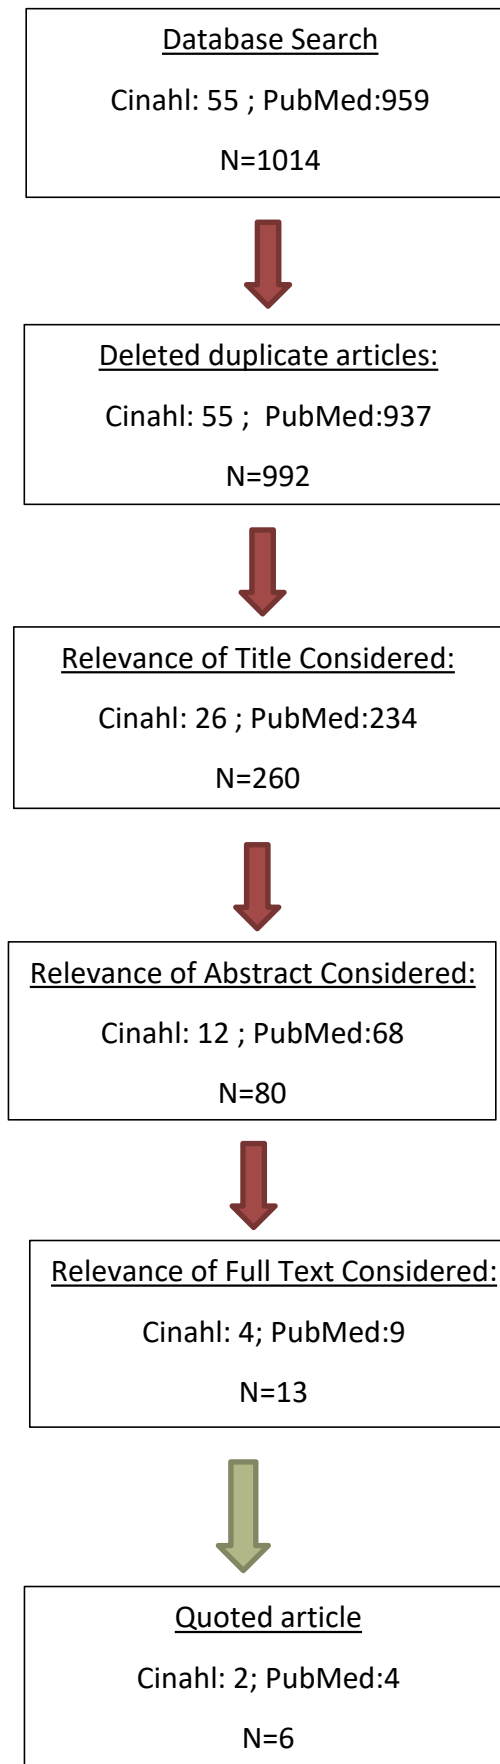 Database Search
Cinahl: 55 ; PubMed:959
N=1014
Deleted duplicate articles:
Cinahl: 55 ;  PubMed:937
N=992
Relevance of Title Considered:
Cinahl: 26 ; PubMed:234
N=260
Relevance of Abstract Considered:
Cinahl: 12 ; PubMed:68
N=80
Relevance of Full Text Considered:
Cinahl: 4; PubMed:9
N=13
Quoted article
Cinahl: 2; PubMed:4
N=6